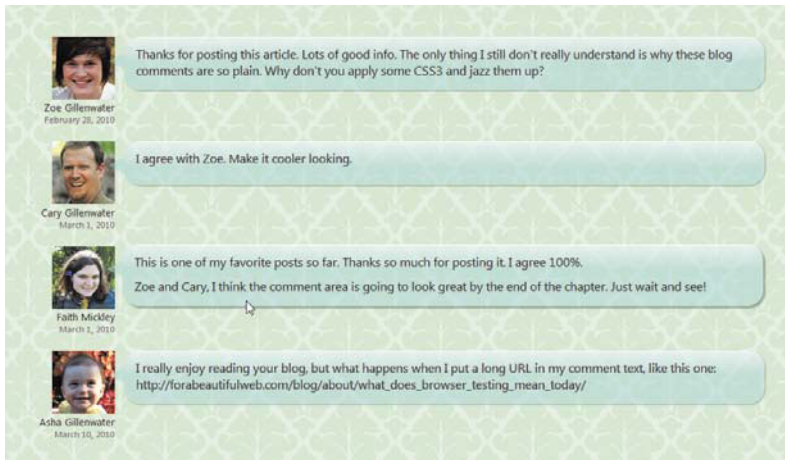 Thanks for posting this article. Lots of good info. The only thing I still don't really understand is why these blog
comments are so plain. Why don't you apply some CSS3 and jazz them up?
Zoe Gillenwater
February 28, 2010
I agree with Zoe. Make it cooler looking.
Cary Gillenwater
March 1, 2010
This is one of my favorite posts so far. Thanks so much for posting it. I agree 100%.
Zoe and Cary, I think the comment area is going to look great by the end of the chapter. Just wait and see!
Faith Mickley
March 1, 2010
I really enjoy reading your blog, but what happens when I put a long URL in my comment text, like this one:
http://forabeautifulweb.com/blog/about/what_does_browser_testing_mean_today/
Asha Gillenwater
March 10, 2010